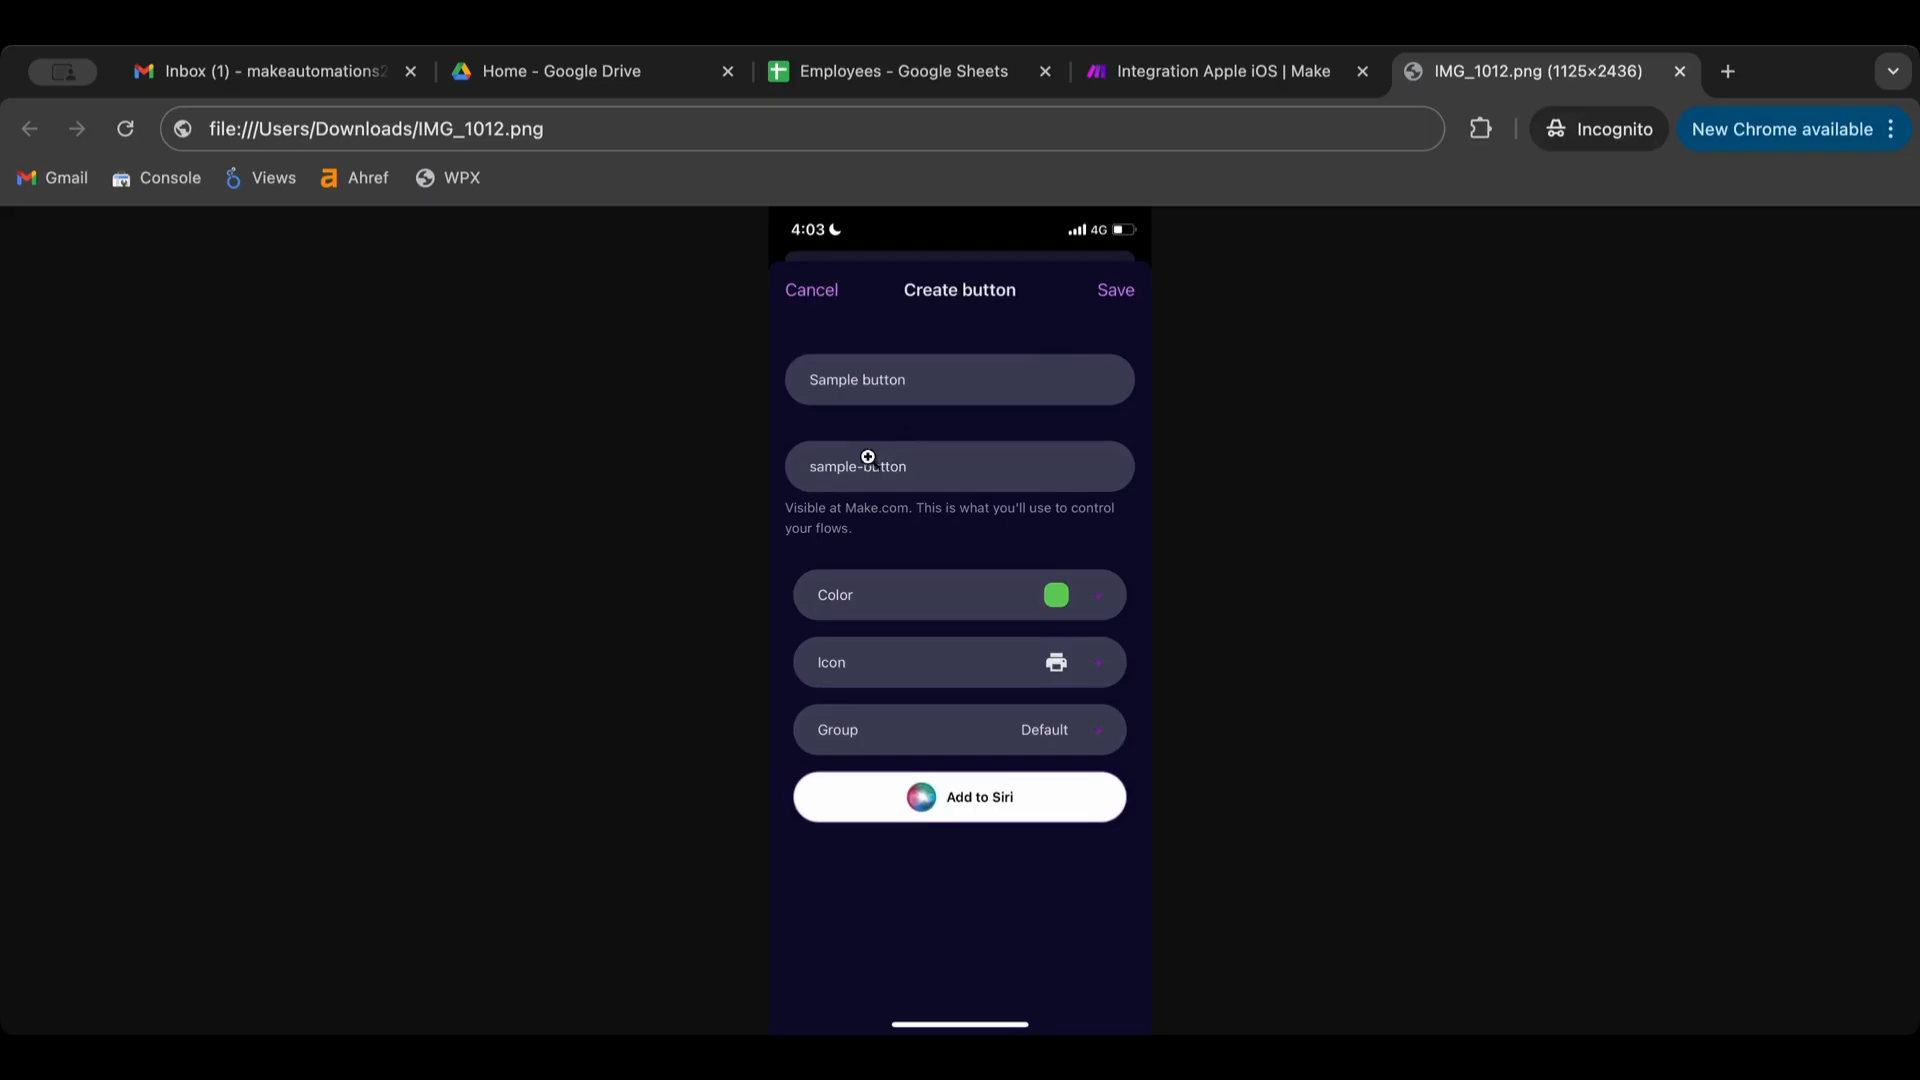 Inbox (1) - makeautomations2
Home - Google Drive
Employees - Google Sheets
Integration Apple iOS | Make
IMG_1012.png (1125×2436)
file:///Users/Downloads/IMG_1012.png
Incognito
New Chrome available
Gmail
Console
Views
Ahref
WPX
4:03
4G
Cancel
Create button
Save
Sample button
sample-button
Visible at Make.com. This is what you'll use to control
your flows.
Color
Icon
Group
Default
Add to Siri